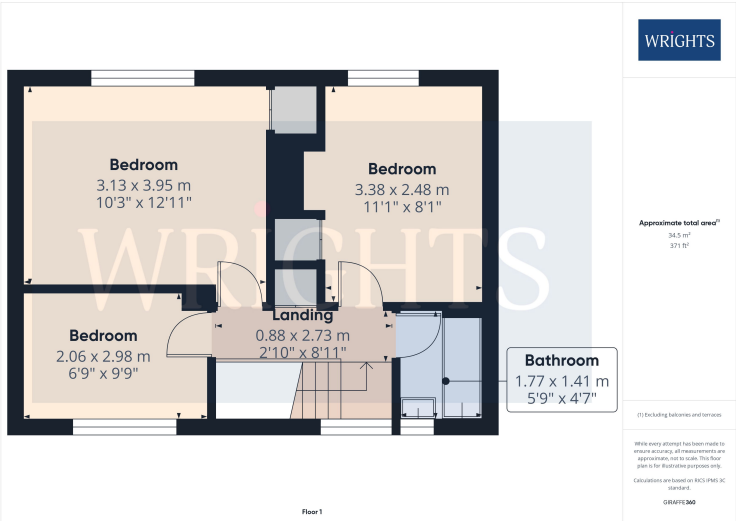 WRIGHTS
Bedroom
3.13 x 3.95 m
10'3" x 12'11"
Bedroom
3.38 x 2.48 m
11'1" x 8'1"
WRIGHTS
Landing
0.88 x 2.73 m
2'10" x 8'11"
Bedroom
2.06 x 2.98 m
6'9" x 9'9"
Bathroom
1.77 x 1.41 m
5'9" x 4'7"
Floor 1
Approximate total area(1)
34.5 m²
371 ft²
(1) Excluding balconies and terraces
While every attempt has been made to
ensure accuracy, all measurements are
approximate, not to scale. This floor
plan is for illustrative purposes only.
Calculations are based on RICS IPMS 3C
standard.
GIRAFFE360